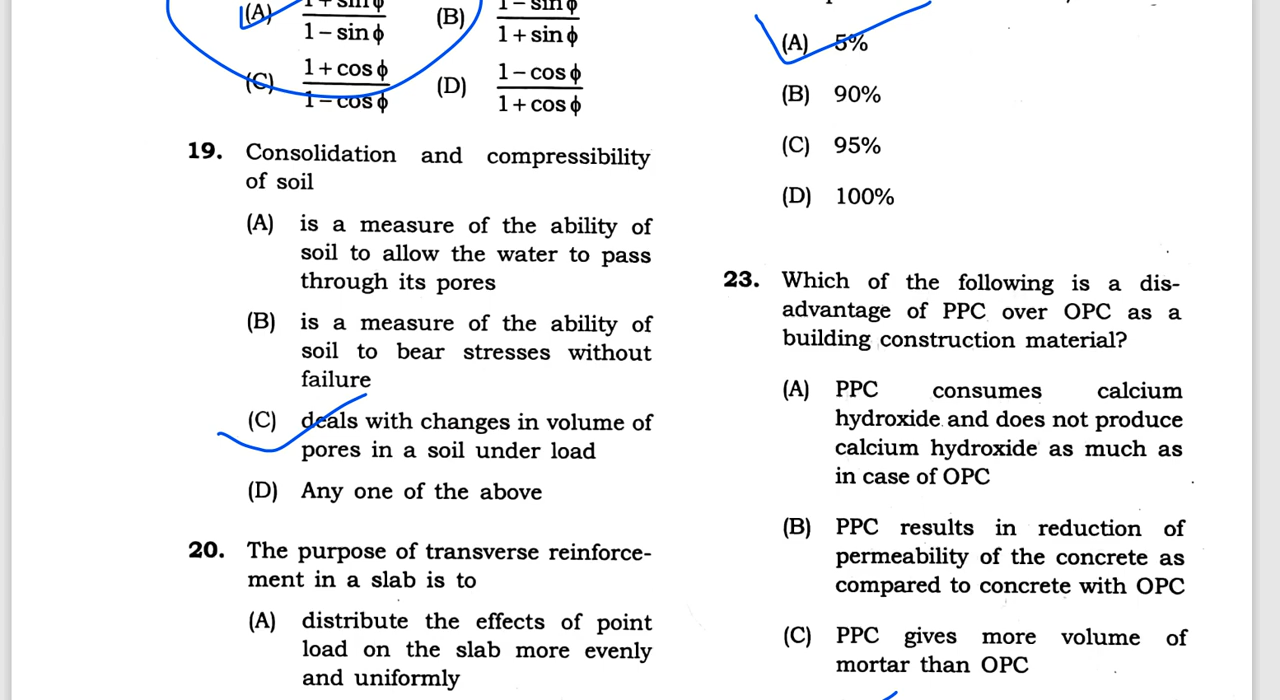 (A) 1 + sin ϕ / 1 – sin ϕ (B) 1 – sin ϕ / 1 + sin ϕ
(C) 1 + cos ϕ / 1 – cos ϕ (D) 1 – cos ϕ / 1 + cos ϕ
19. Consolidation and compressibility
of soil
(A) is a measure of the ability of
soil to allow the water to pass
through its pores
(B) is a measure of the ability of
soil to bear stresses without
failure
(C) deals with changes in volume of
pores in a soil under load
(D) Any one of the above
20. The purpose of transverse reinforce-
ment in a slab is to
(A) distribute the effects of point
load on the slab more evenly
and uniformly
(A) 5%
(B) 90%
(C) 95%
(D) 100%
23. Which of the following is a dis-
advantage of PPC over OPC as a
building construction material?
(A) PPC consumes calcium
hydroxide and does not produce
calcium hydroxide as much as
in case of OPC
(B) PPC results in reduction of
permeability of the concrete as
compared to concrete with OPC
(C) PPC gives more volume of
mortar than OPC